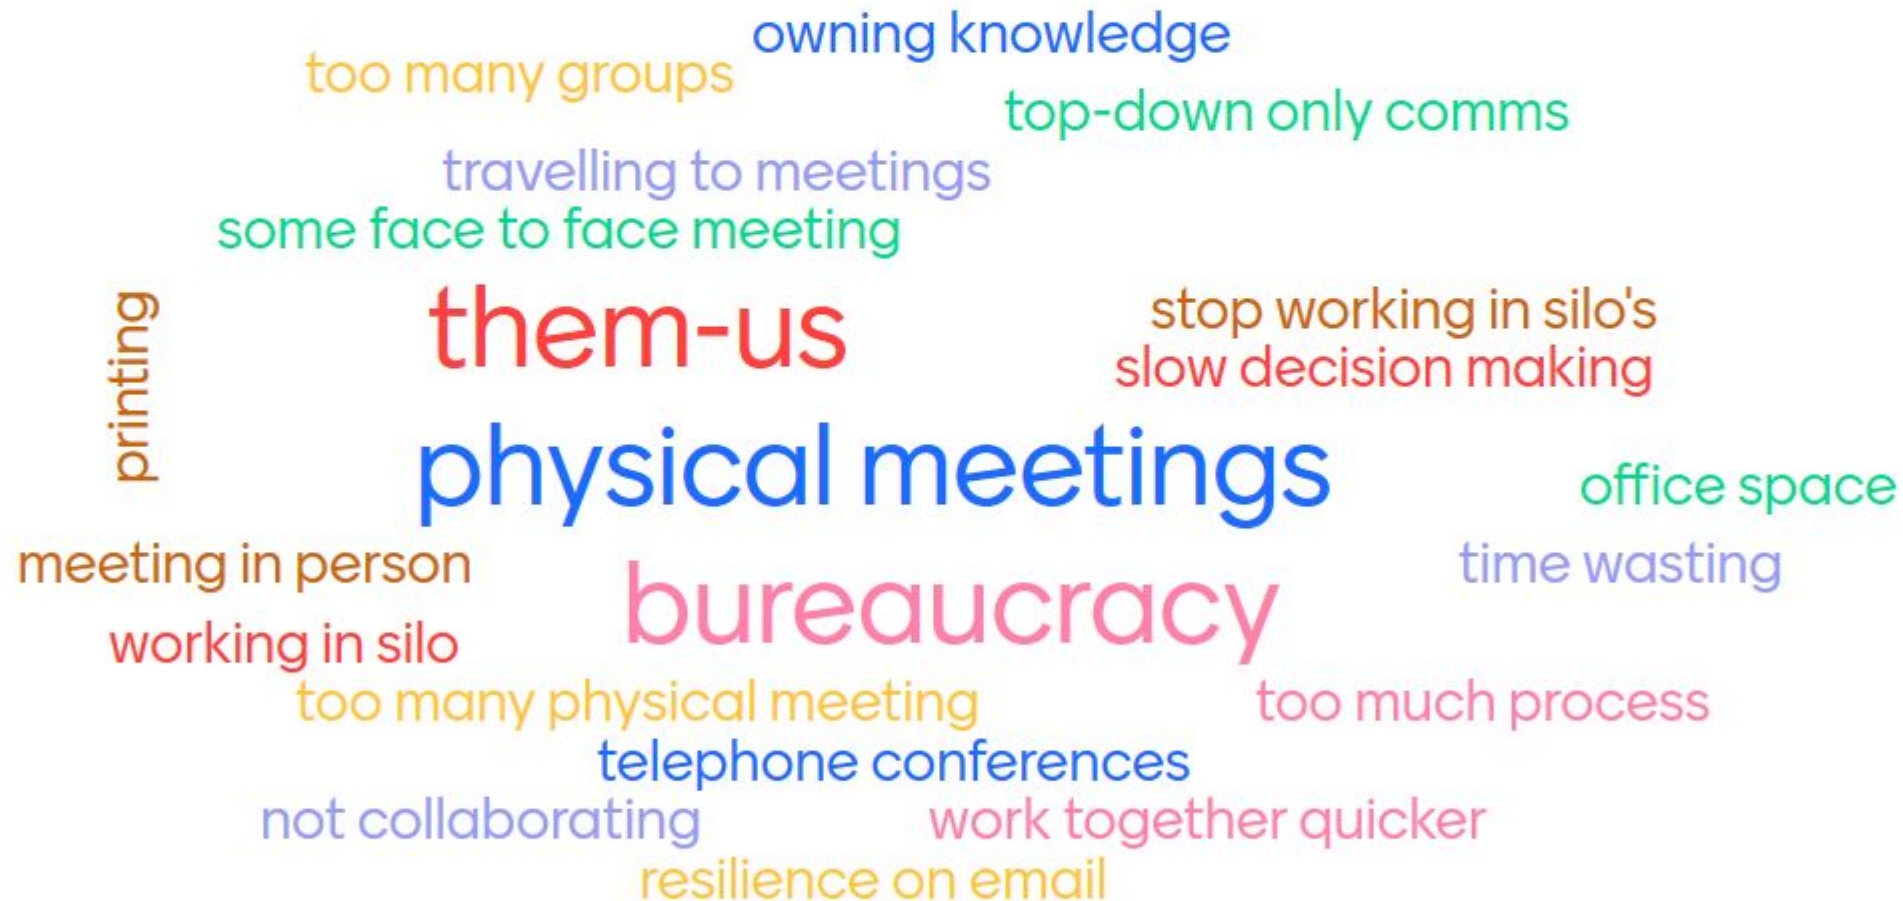 owning knowledge
too many groups
top-down only comms
travelling to meetings
some face to face meeting
printing
them-us
stop working in silo's
slow decision making
physical meetings
office space
meeting in person
time wasting
bureaucracy
working in silo
too many physical meeting
too much process
telephone conferences
not collaborating
work together quicker
resilience on email